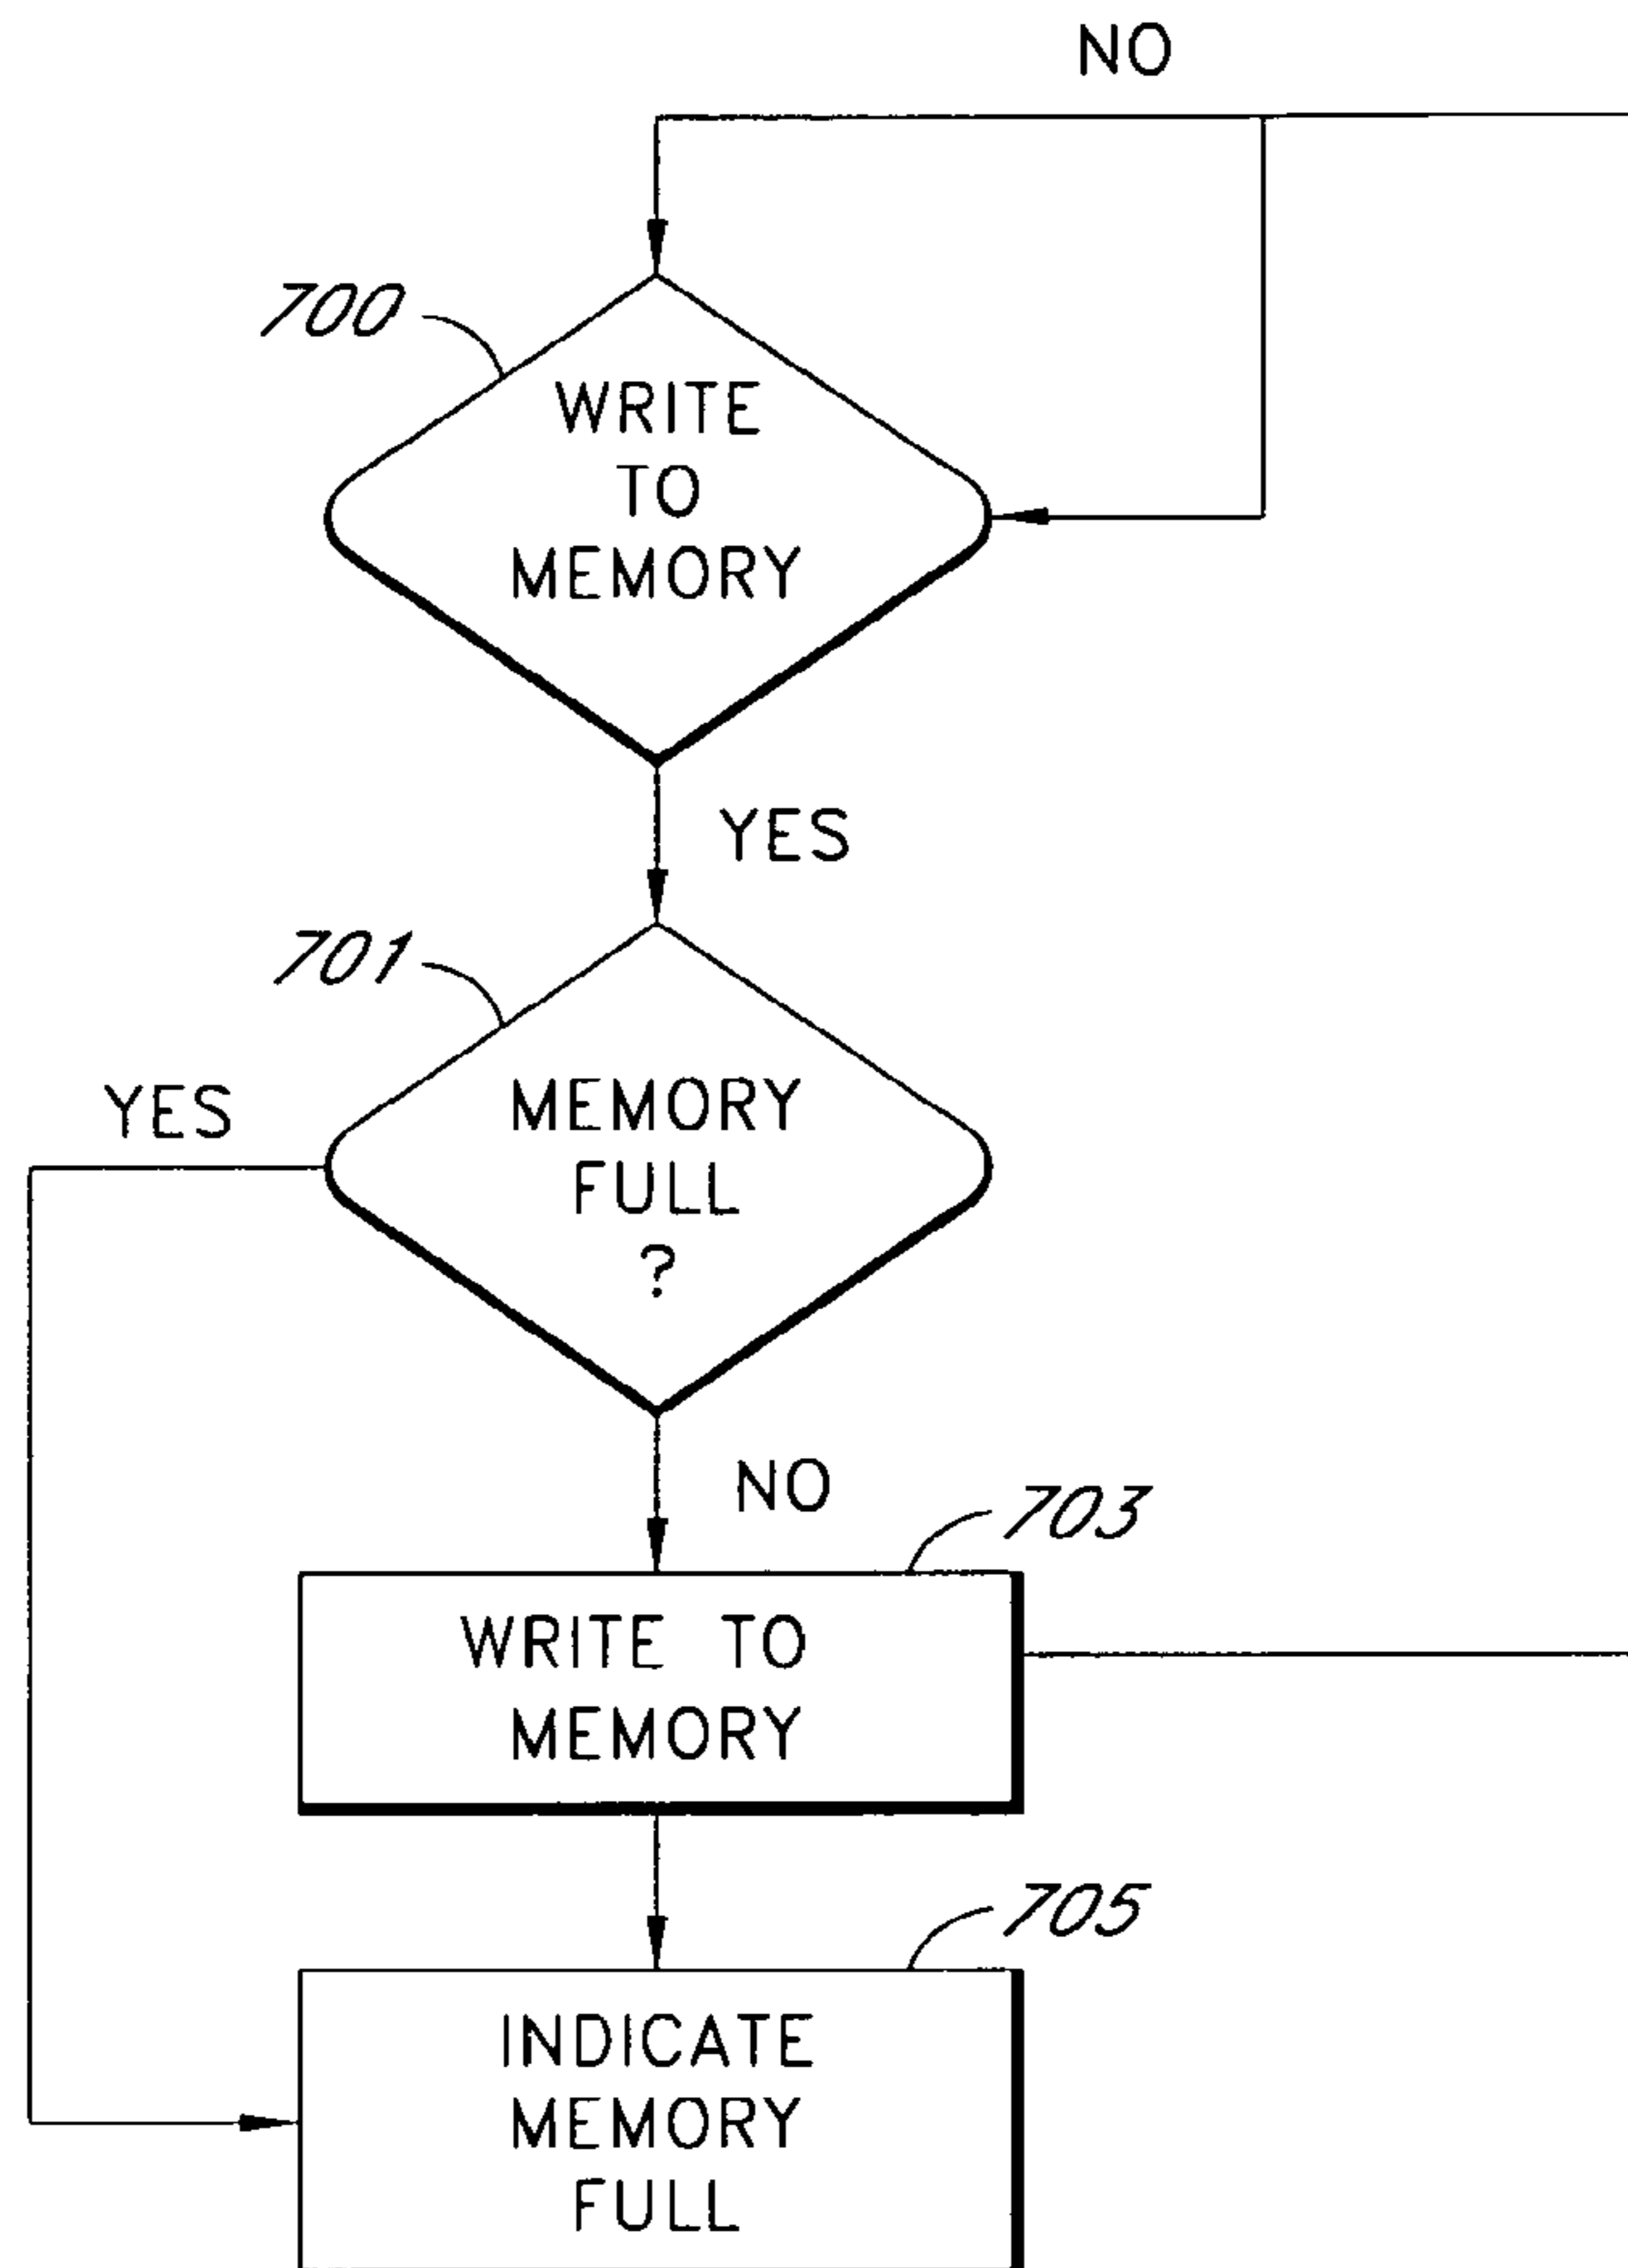 NO
700
WRITE
TO
MEMORY
YES
701
YES
MEMORY
FULL
?
NO
703
WRITE TO
MEMORY
705
INDICATE
MEMORY
FULL